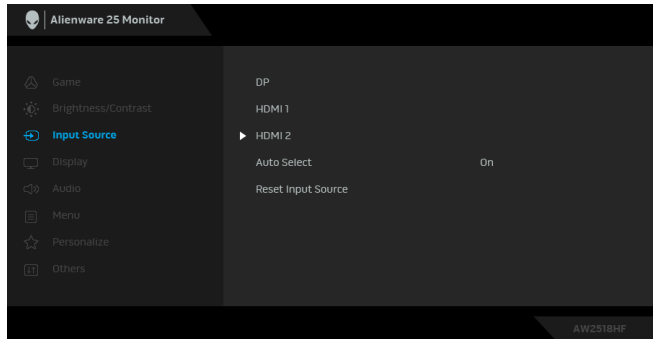 Alienware 25 Monitor
Game
DP
Brightness/Contrast
HDMI 1
Input Source
HDMI 2
Display
Auto Select On
Audio
Reset Input Source
Menu
Personalize
Others
AW2518HF